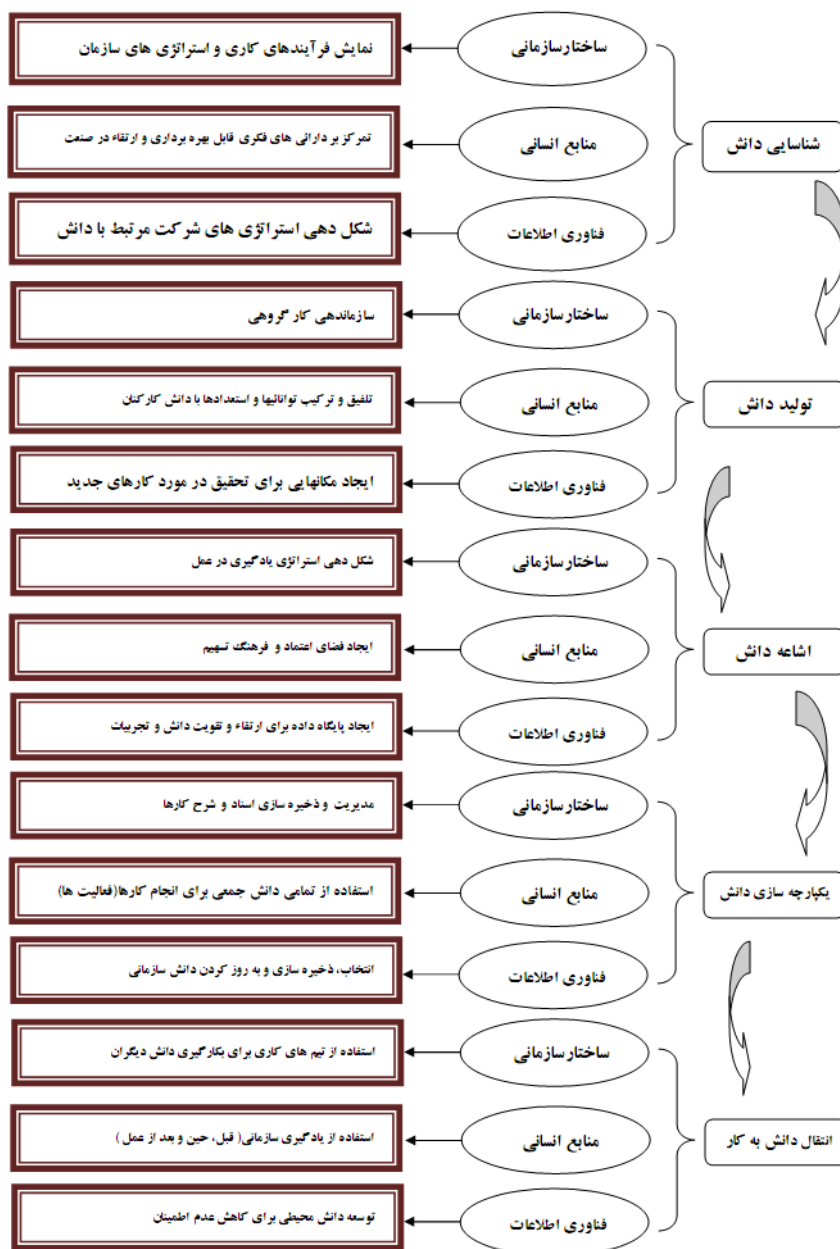 شناسایی دانش
ساختارسازمانی
نمایش فرآیندهای کاری و استراتژی های سازمان
منابع انسانی
تمرکز بر دارائی های فکری قابل بهره برداری و ارتقاء در صنعت
فناوری اطلاعات
شکل دهی استراتژی های شرکت مرتبط با دانش
تولید دانش
ساختارسازمانی
سازماندهی کار گروهی
منابع انسانی
تلفیق و ترکیب توانائیها و استعدادها با دانش کارکنان
فناوری اطلاعات
ایجاد مکانهایی برای تحقیق در مورد کارهای جدید
اشاعه دانش
ساختارسازمانی
شکل دهی استراتژی یادگیری در عمل
منابع انسانی
ایجاد فضای اعتماد و فرهنگ تسهیم
فناوری اطلاعات
ایجاد پایگاه داده برای ارتقاء و تقویت دانش و تجربیات
یکپارچه سازی دانش
ساختارسازمانی
مدیریت و ذخیره سازی اسناد و شرح کارها
منابع انسانی
استفاده از تمامی دانش جمعی برای انجام کارها(فعالیت ها)
فناوری اطلاعات
انتخاب، ذخیره سازی و به روز کردن دانش سازمانی
انتقال دانش به کار
ساختارسازمانی
استفاده از تیم های کاری برای بکارگیری دانش دیگران
منابع انسانی
استفاده از یادگیری سازمانی( قبل، حین و بعد از عمل )
فناوری اطلاعات
توسعه دانش محیطی برای کاهش عدم اطمینان